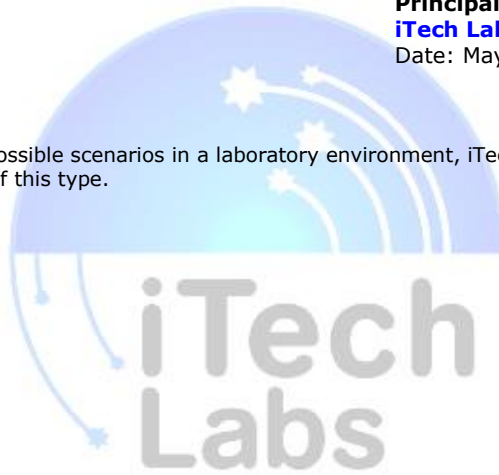 Principal
iTech Lab
Date: May
ossible scenarios in a laboratory environment, iTec
f this type.
iTech
Labs